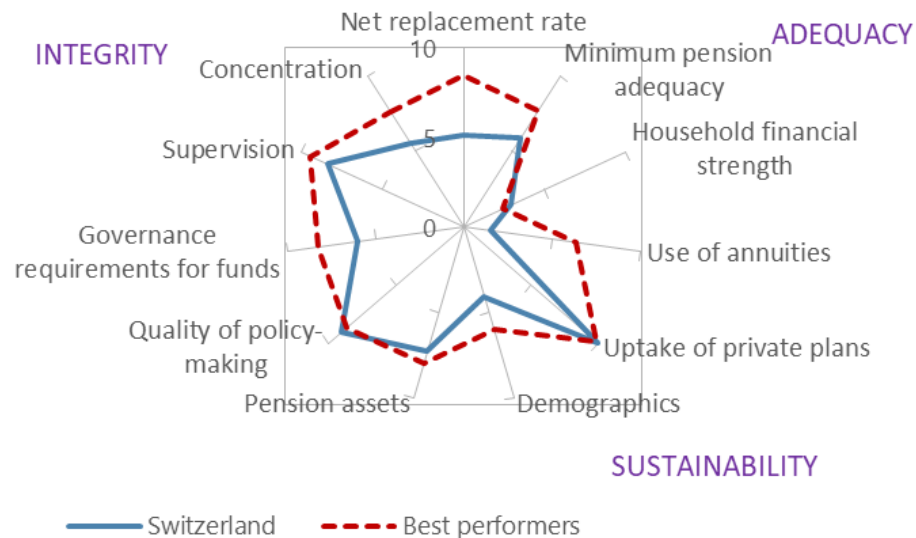 Net replacement rate
INTEGRITY
10
ADEQUACY
Concentration
Minimum pension
adequacy
5
Supervision
Household financial
strength
0
Governance
requirements for funds
Use of annuities
Quality of policy-
making
Uptake of private plans
Pension assets
Demographics
SUSTAINABILITY
Switzerland
Best performers